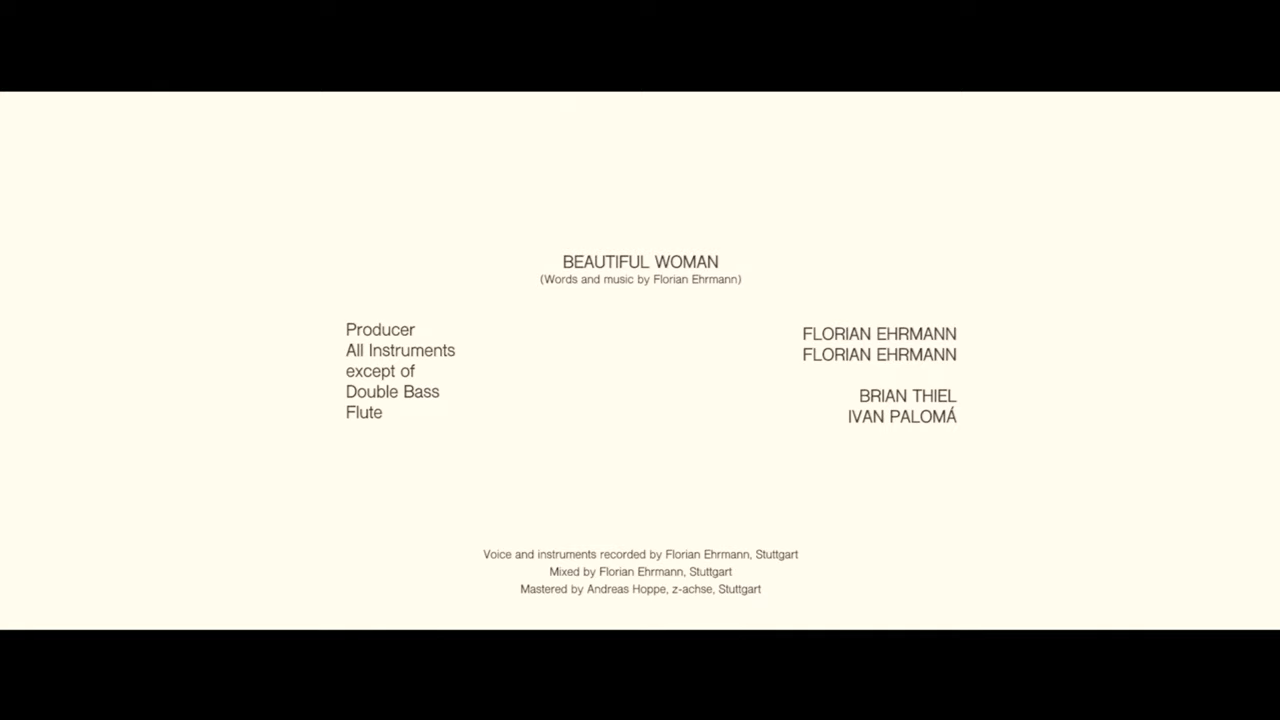 BEAUTIFUL WOMAN
(Words and music by Florian Ehrmann)
Producer
FLORIAN EHRMANN
All Instruments
FLORIAN EHRMANN
except of
Double Bass
BRIAN THIEL
Flute
IVAN PALOMÁ
Voice and instruments recorded by Florian Ehrmann, Stuttgart
Mixed by Florian Ehrmann, Stuttgart
Mastered by Andreas Hoppe, z-achse, Stuttgart